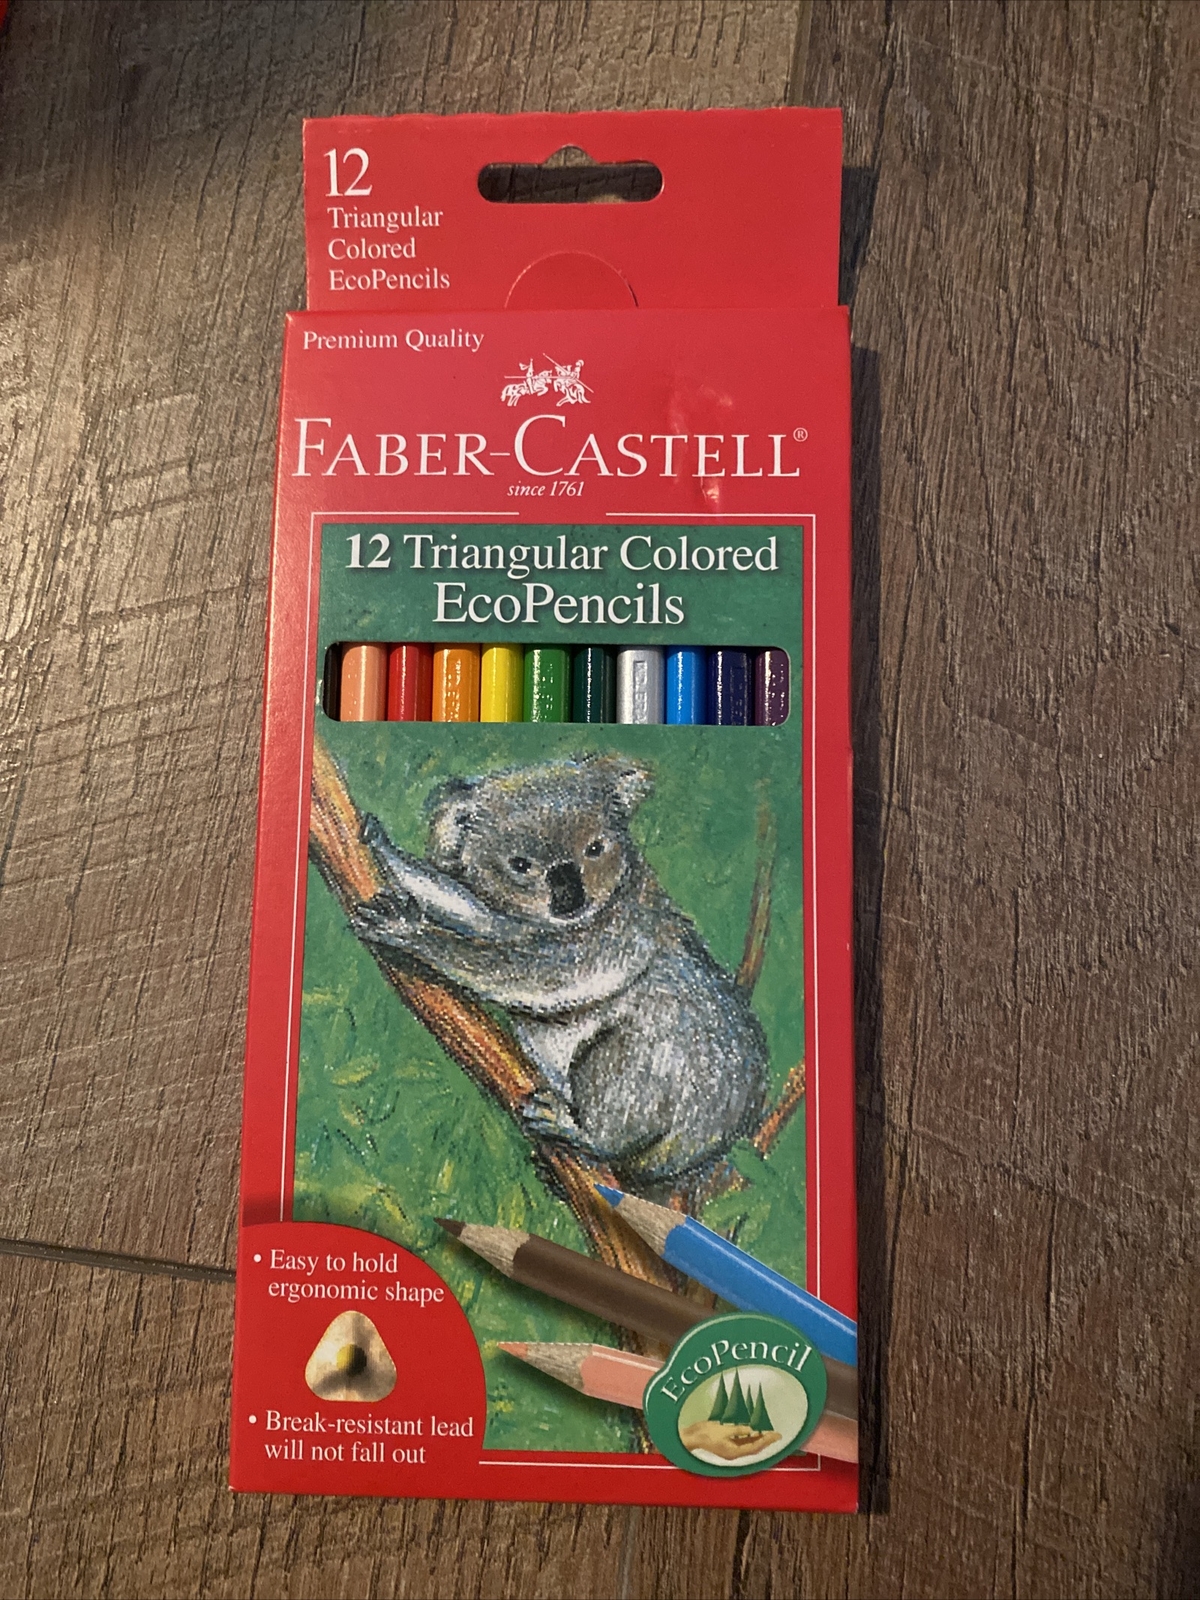 12
Triangular
Colored
EcoPencils
Premium Quality
FABER-CASTELL®
since 1761
12 Triangular Colored
EcoPencils
• Easy to hold
ergonomic shape
• Break-resistant lead
will not fall out
EcoPencil